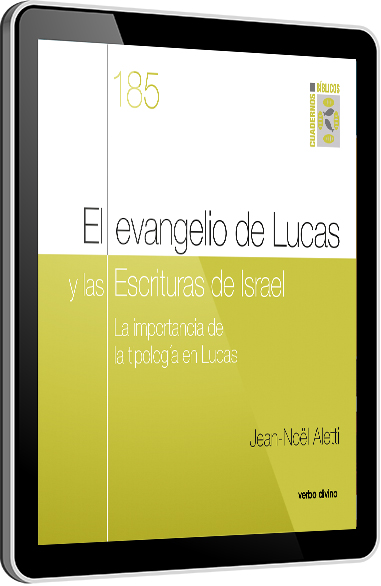 185
CUADERNOS BÍBLICOS
El evangelio de Lucas
y las Escrituras de Israel
La importancia de
la tipología en Lucas
Jean-Noël Aletti
verbo divino